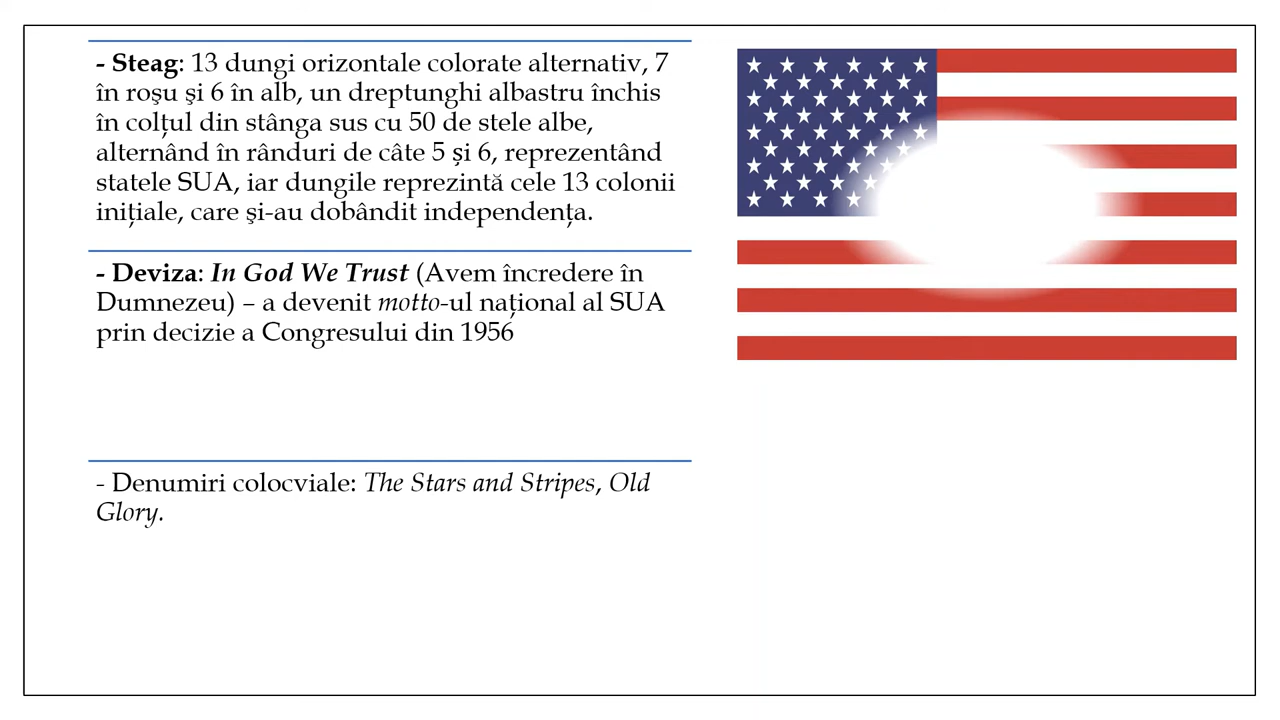 - Steag: 13 dungi orizontale colorate alternativ, 7
în roşu şi 6 în alb, un dreptunghi albastru închis
în colțul din stânga sus cu 50 de stele albe,
alternând în rânduri de câte 5 și 6, reprezentând
statele SUA, iar dungile reprezintă cele 13 colonii
inițiale, care şi-au dobândit independența.
- Deviza: In God We Trust (Avem încredere în
Dumnezeu) – a devenit motto-ul național al SUA
prin decizie a Congresului din 1956
- Denumiri colocviale: The Stars and Stripes, Old
Glory.